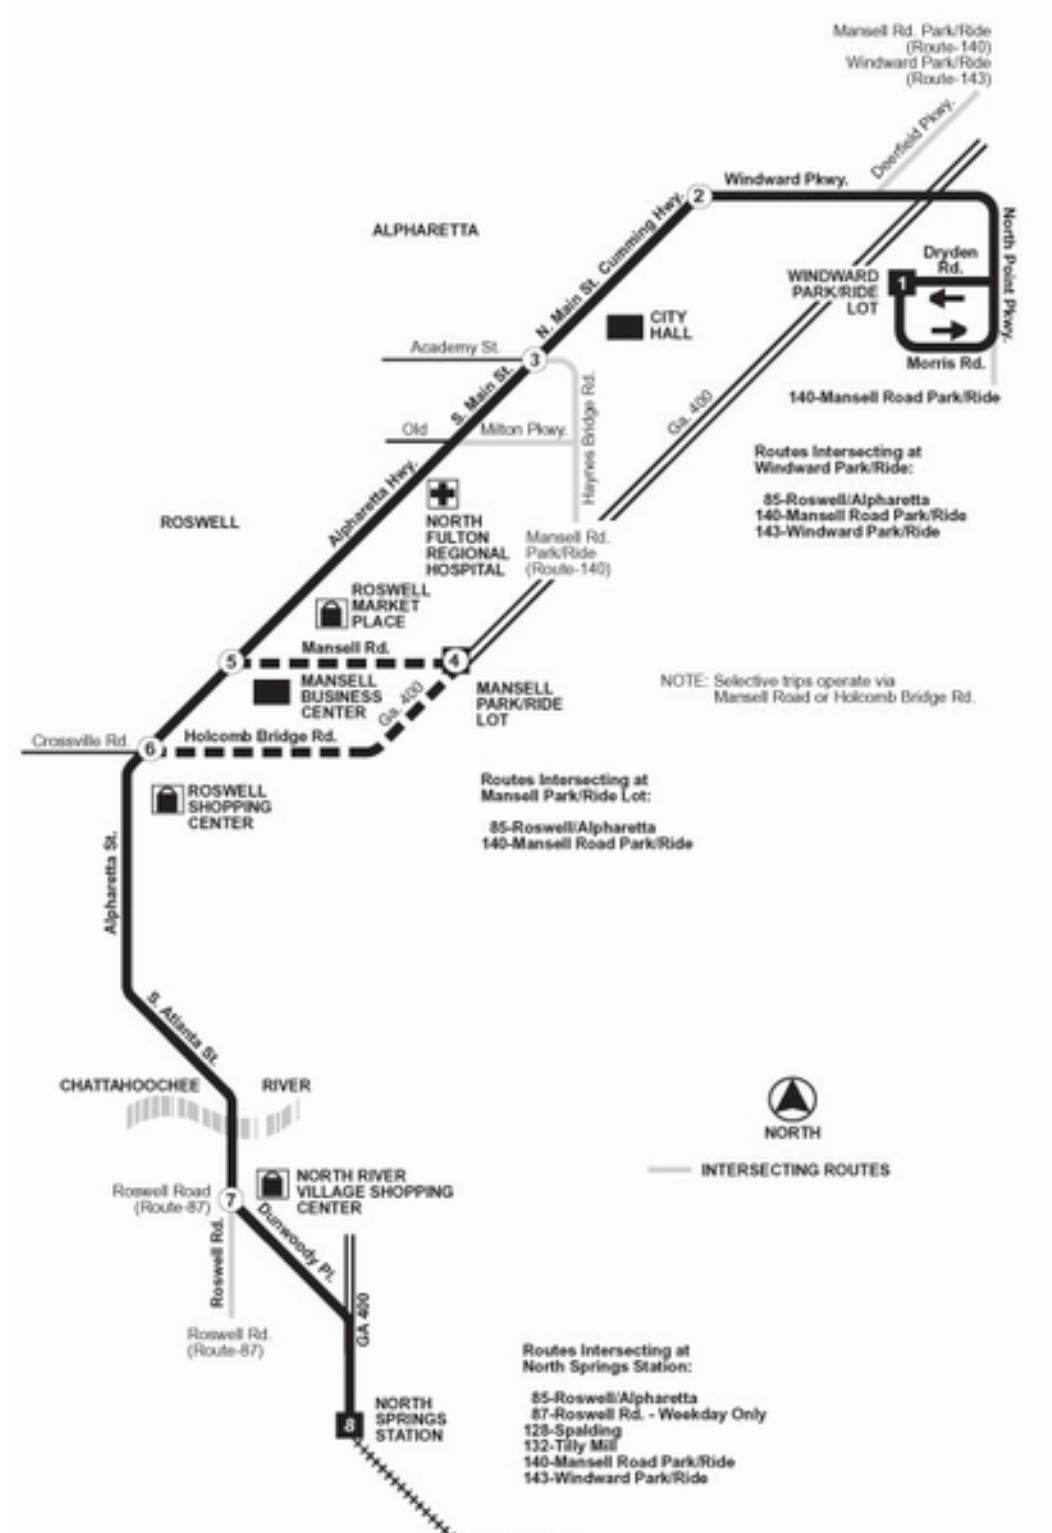 Mansell Rd. Park/Ride
(Route-140)
Windward Park/Ride
(Route-143)
Deerfield Pkwy.
Windward Pkwy.
2
North Point Pkwy.
ALPHARETTA
N. Main St. Cumming Hwy.
Dryden
Rd.
WINDWARD
PARK/RIDE
LOT
1
CITY
HALL
Morris Rd.
Academy St.
3
140-Mansell Road Park/Ride
S. Main St.
Haynes Bridge Rd.
Ga. 400
Old
Milton Pkwy.
Routes Intersecting at
Windward Park/Ride:
85-Roswell/Alpharetta
140-Mansell Road Park/Ride
143-Windward Park/Ride
Alpharetta Hwy.
ROSWELL
NORTH
FULTON
REGIONAL
HOSPITAL
Mansell Rd.
Park/Ride
(Route-140)
ROSWELL
MARKET
PLACE
Mansell Rd.
5
4
MANSELL
BUSINESS
CENTER
Ga. 400
MANSELL
PARK/RIDE
LOT
NOTE: Selective trips operate via
Mansell Road or Holcomb Bridge Rd.
Crossville Rd.
6
Holcomb Bridge Rd.
ROSWELL
SHOPPING
CENTER
Routes Intersecting at
Mansell Park/Ride Lot:
85-Roswell/Alpharetta
140-Mansell Road Park/Ride
Alpharetta St.
S. Atlanta St.
CHATTAHOOCHEE RIVER
NORTH
INTERSECTING ROUTES
NORTH RIVER
VILLAGE SHOPPING
CENTER
Roswell Road
(Route-87)
7
Dunwoody Pl.
Roswell Rd.
GA 400
Roswell Rd.
(Route-87)
Routes Intersecting at
North Springs Station:
85-Roswell/Alpharetta
87-Roswell Rd. - Weekday Only
128-Spalding
132-Tilly Mill
140-Mansell Road Park/Ride
143-Windward Park/Ride
8
NORTH
SPRINGS
STATION